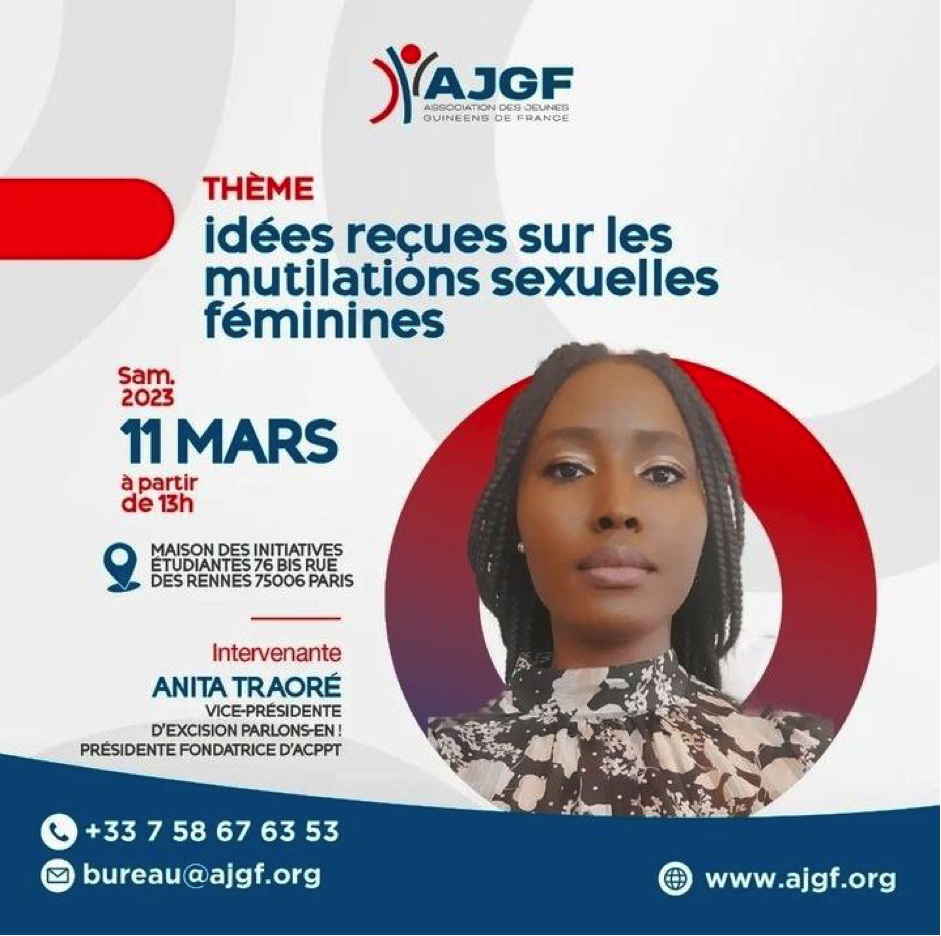 AJGF
ASSOCIATION DES JEUNES
GUINEENS DE FRANCE
THÈME
idées reçues sur les
mutilations sexuelles
féminines
Sam.
2023
11 MARS
à partir
de 13h
MAISON DES INITIATIVES
ÉTUDIANTES 76 BIS RUE
DES RENNES 75006 PARIS
Intervenante
ANITA TRAORÉ
VICE-PRÉSIDENTE
D'EXCISION PARLONS-EN !
PRÉSIDENTE FONDATRICE D'ACPPT
+33 7 58 67 63 53
bureau@ajgf.org
www.ajgf.org